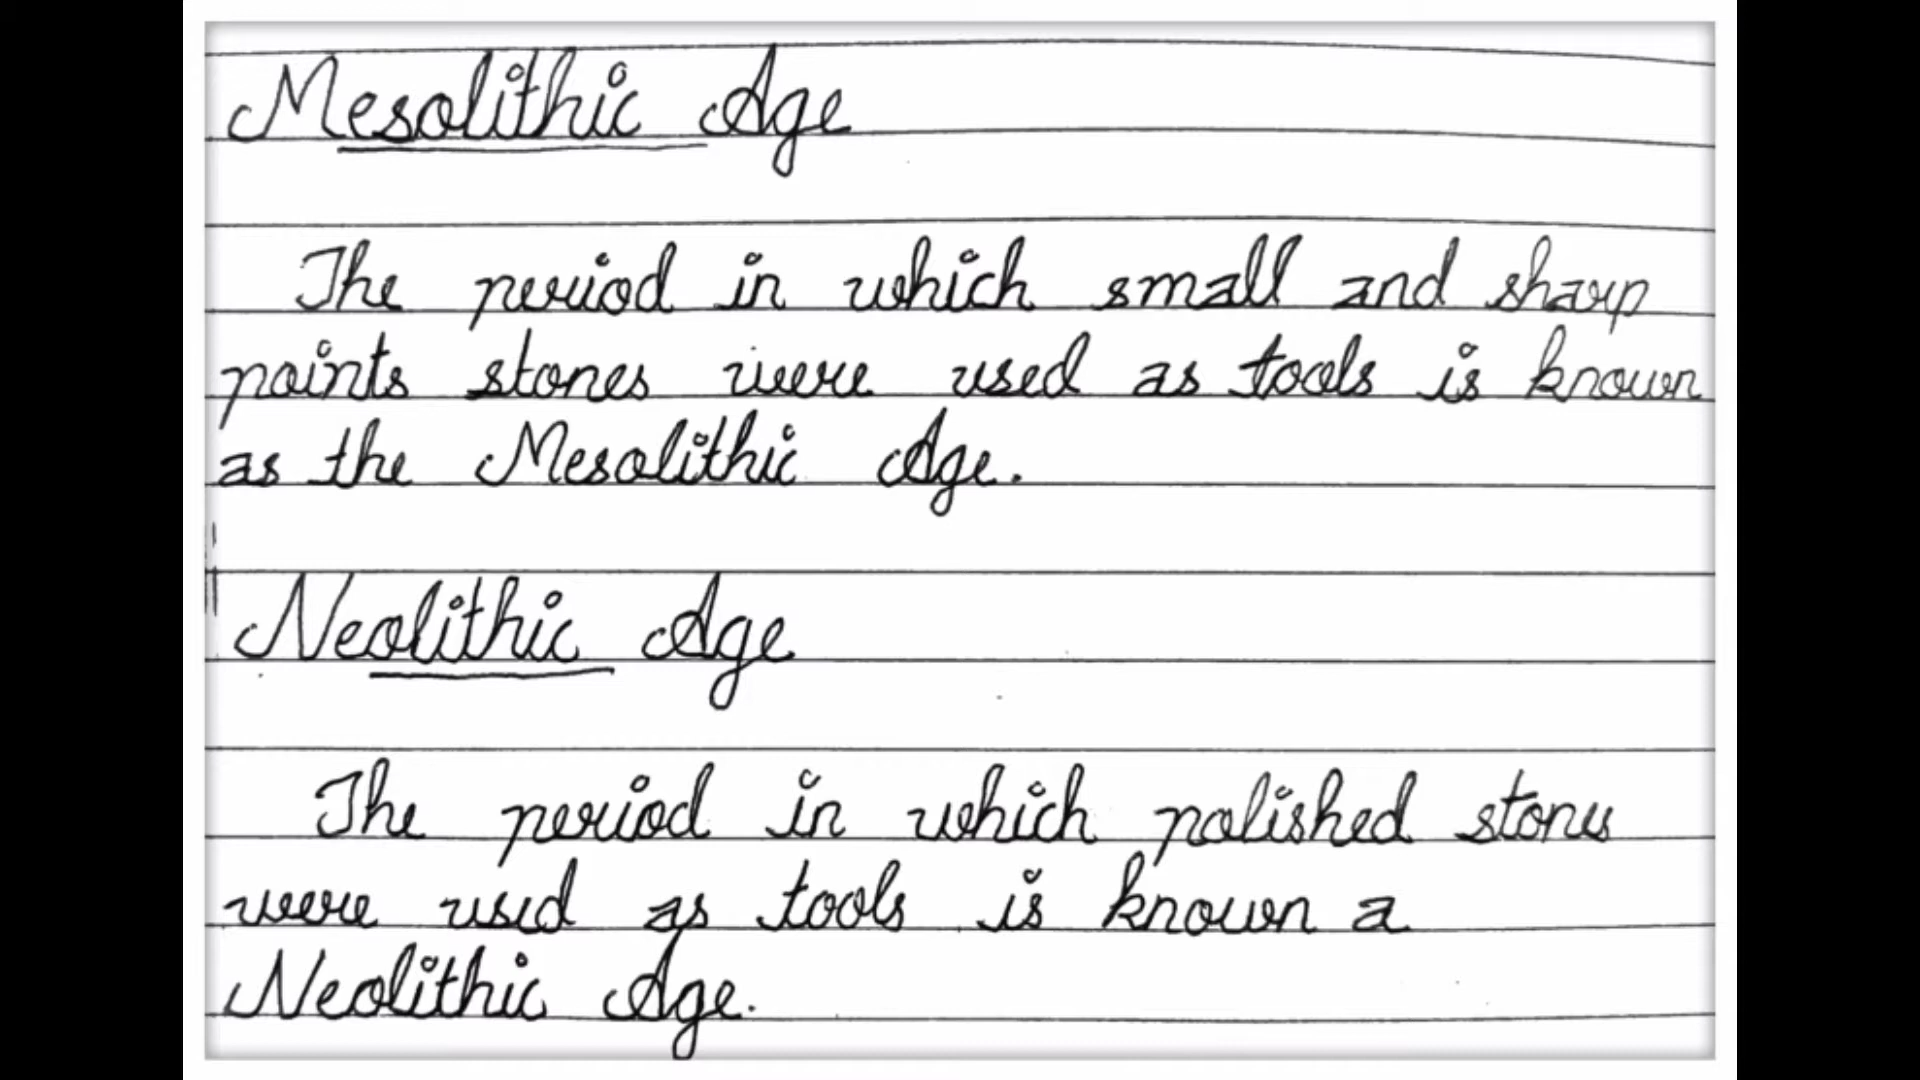 Mesolithic Age
The period in which small and sharp
points stones were used as tools is known
as the Mesolithic Age.
Neolithic Age
The period in which polished stones
were used as tools is known a
Neolithic Age.